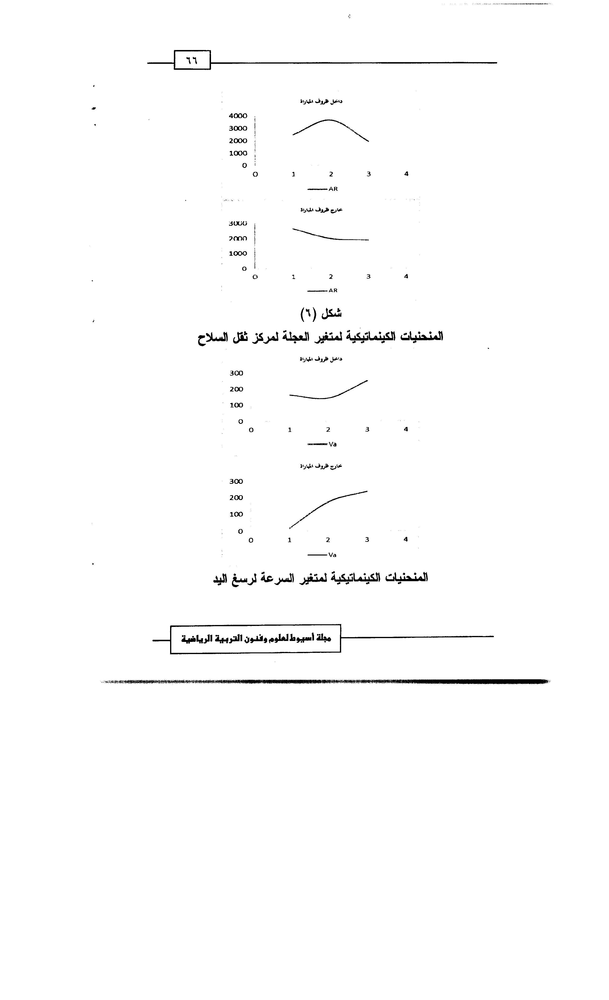 ٦٦
داخل ظروف المباراة
4000
3000
2000
1000
0
0 1 2 3 4
AR
خارج ظروف المباراة
3000
2000
1000
0
0 1 2 3 4
AR
شكل (٦)
المنحنيات الكينماتيكية لمتغير العجلة لمركز ثقل السلاح
داخل ظروف المباراة
300
200
100
0
0 1 2 3 4
Va
خارج ظروف المباراة
300
200
100
0
0 1 2 3 4
Va
المنحنيات الكينماتيكية لمتغير السرعة لرسغ اليد
مجلة أسيوط لعلوم وفنون التربية الرياضية